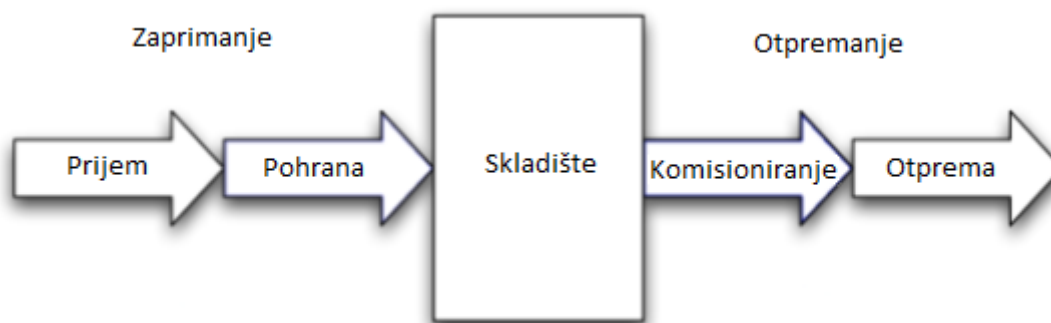 Zaprimanje
Otpremanje
Prijem
Pohrana
Skladište
Komisioniranje
Otprema